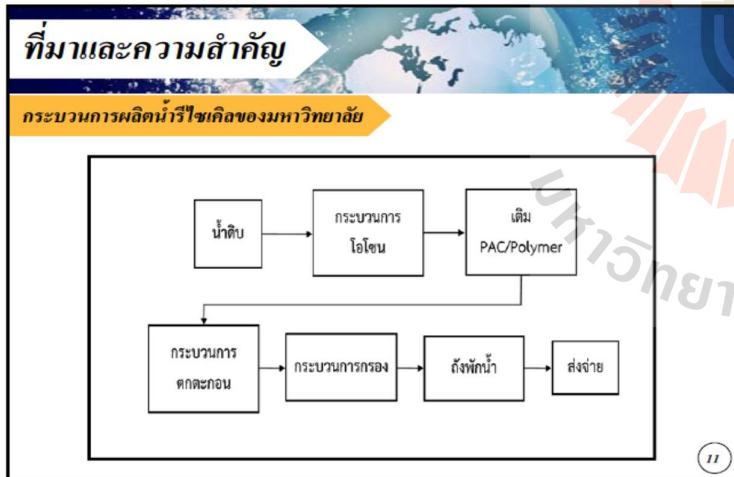 ที่มาและความสำคัญ
กระบวนการผลิตน้ำรีไซเคิลของมหาวิทยาลัย
น้ำดิบ
กระบวนการ
โอโซน
เติม
PAC/Polymer
กระบวนการ
ตกตะกอน
กระบวนการกรอง
ถังพักน้ำ
ส่งจ่าย
11